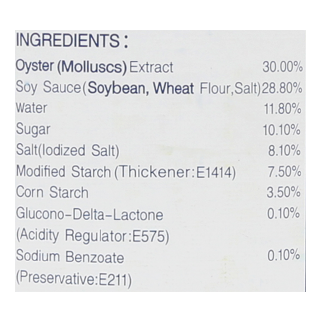 INGREDIENTS:
Oyster (Molluscs) Extract 30.00%
Soy Sauce(Soybean, Wheat Flour,Salt)28.80%
Water 11.80%
Sugar 10.10%
Salt(Iodized Salt) 8.10%
Modified Starch (Thickener:E1414) 7.50%
Corn Starch 3.50%
Glucono-Delta-Lactone 0.10%
(Acidity Regulator:E575)
Sodium Benzoate 0.10%
(Preservative:E211)